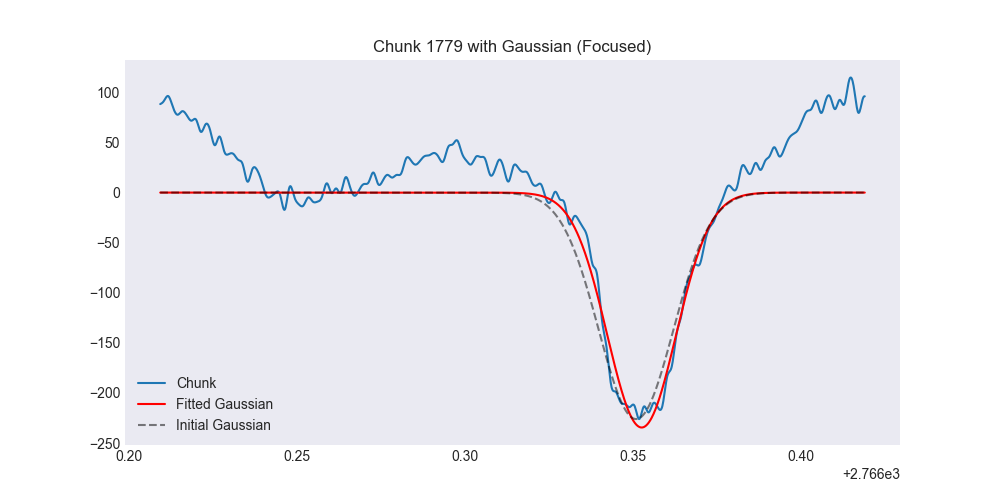 Chunk 1779 with Gaussian (Focused)
100
50
0
−50
−100
−150
−200
−250
Chunk
Fitted Gaussian
Initial Gaussian
0.20 0.25 0.30 0.35 0.40
+2.766e3